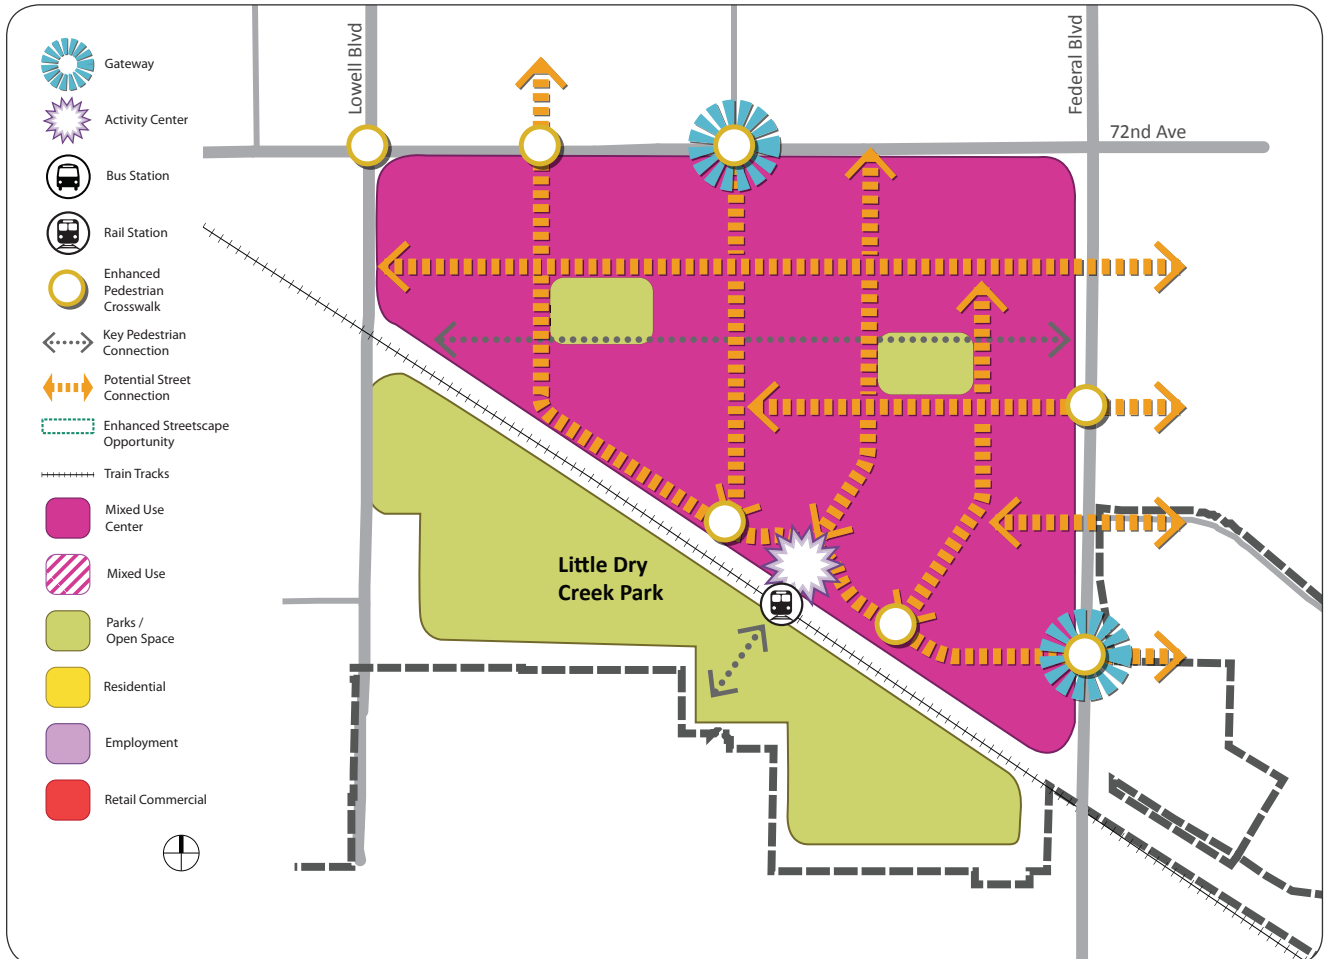 Gateway
Activity Center
Bus Station
Rail Station
Enhanced
Pedestrian
Crosswalk
Key Pedestrian
Connection
Potential Street
Connection
Enhanced Streetscape
Opportunity
Train Tracks
Mixed Use
Center
Mixed Use
Parks /
Open Space
Residential
Employment
Retail Commercial
Lowell Blvd
Federal Blvd
72nd Ave
Little Dry
Creek Park